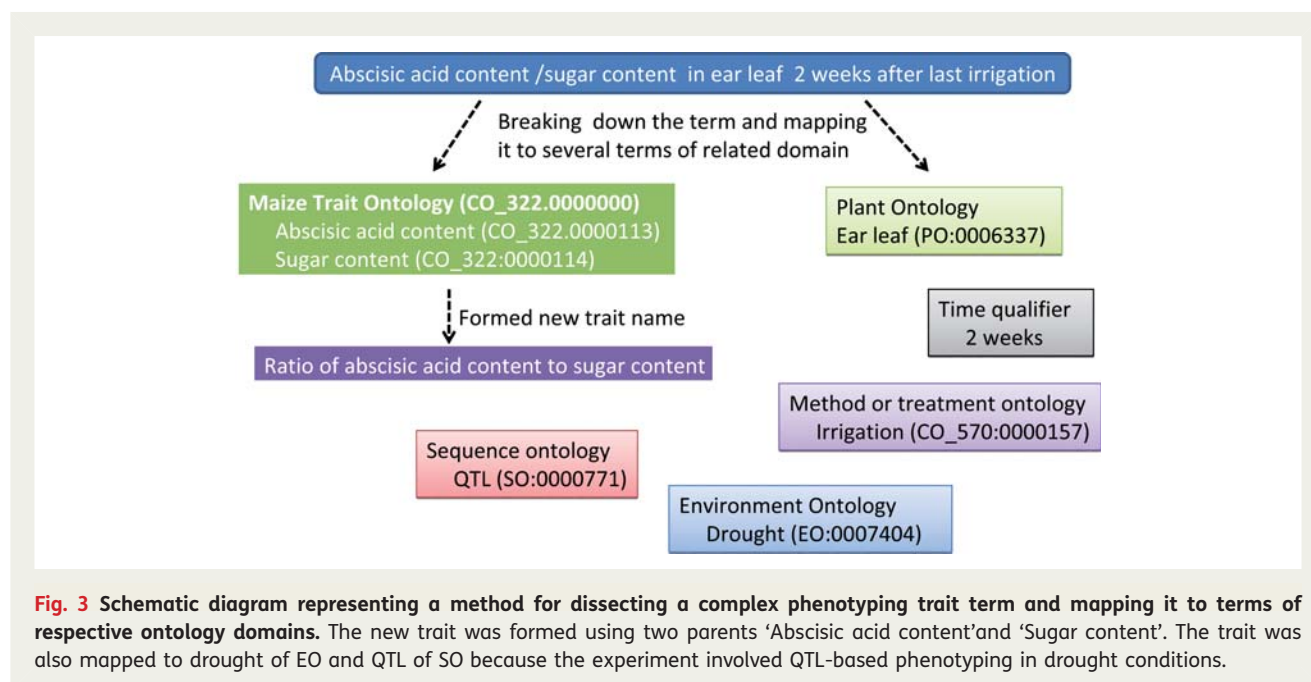 Abscisic acid content /sugar content in ear leaf 2 weeks after last irrigation
Breaking down the term and mapping
it to several terms of related domain
Maize Trait Ontology (CO_322.0000000)
Abscisic acid content (CO_322.0000113)
Sugar content (CO_322:0000114)
Plant Ontology
Ear leaf (PO:0006337)
Time qualifier
2 weeks
Formed new trait name
Ratio of abscisic acid content to sugar content
Method or treatment ontology
Irrigation (CO_570:0000157)
Sequence ontology
QTL (SO:0000771)
Environment Ontology
Drought (EO:0007404)
Fig. 3 Schematic diagram representing a method for dissecting a complex phenotyping trait term and mapping it to terms of
respective ontology domains. The new trait was formed using two parents ‘Abscisic acid content’and ‘Sugar content’. The trait was
also mapped to drought of EO and QTL of SO because the experiment involved QTL-based phenotyping in drought conditions.